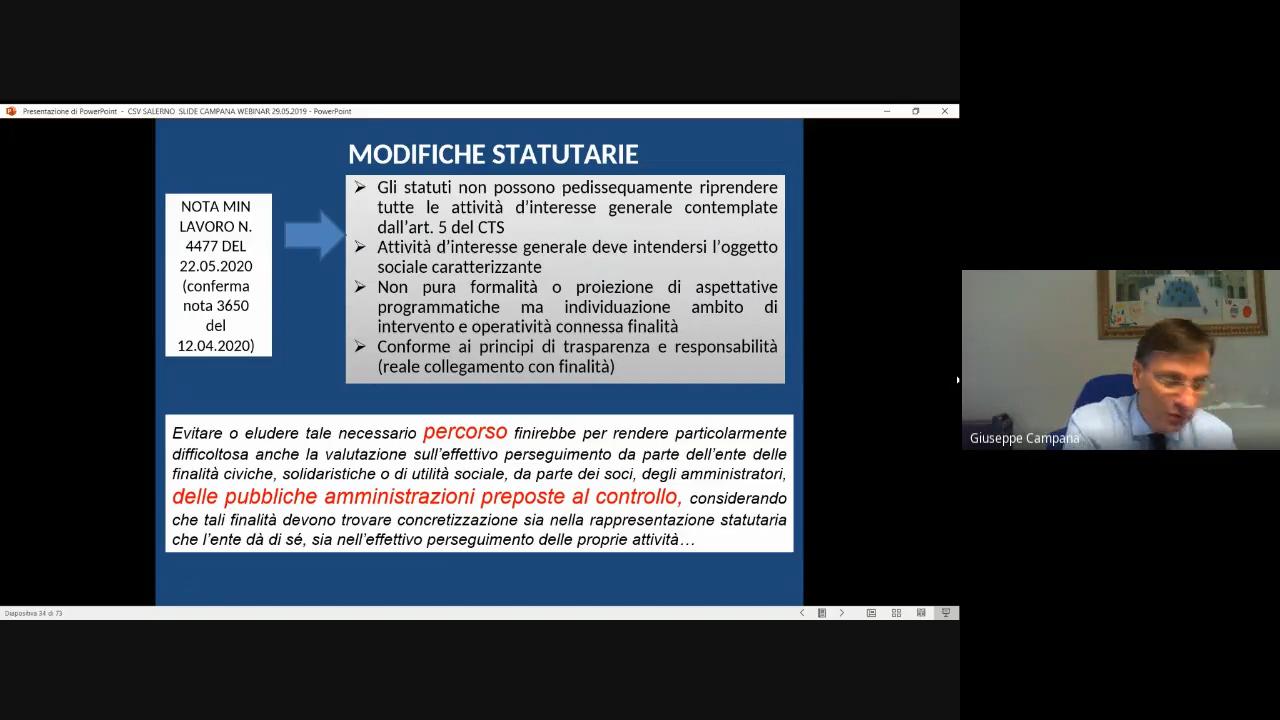 Presentazione di PowerPoint - CSV SALERNO SLIDE CAMPANA WEBINAR 29.05.2019 - PowerPoint
MODIFICHE STATUTARIE
NOTA MIN
LAVORO N.
4477 DEL
22.05.2020
(conferma
nota 3650
del
12.04.2020)
Gli statuti non possono pedissequamente riprendere
tutte le attività d’interesse generale contemplate
dall’art. 5 del CTS
Attività d’interesse generale deve intendersi l’oggetto
sociale caratterizzante
Non pura formalità o proiezione di aspettative
programmatiche ma individuazione ambito di
intervento e operatività connessa finalità
Conforme ai principi di trasparenza e responsabilità
(reale collegamento con finalità)
Evitare o eludere tale necessario percorso finirebbe per rendere particolarmente
difficoltosa anche la valutazione sull’effettivo perseguimento da parte dell’ente delle
finalità civiche, solidaristiche o di utilità sociale, da parte dei soci, degli amministratori,
delle pubbliche amministrazioni preposte al controllo, considerando
che tali finalità devono trovare concretizzazione sia nella rappresentazione statutaria
che l’ente dà di sé, sia nell’effettivo perseguimento delle proprie attività…
Diapositiva 34 di 73
Giuseppe Campana